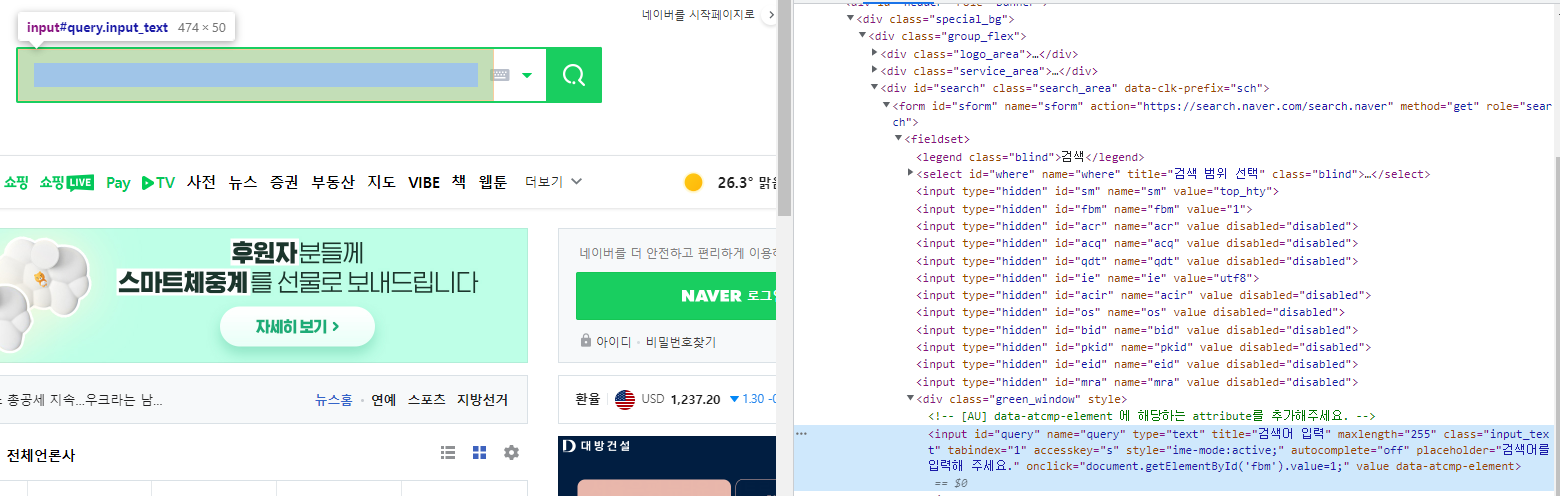 네이버를 시작페이지로
input#query.input_text 474 × 50
쇼핑 쇼핑LIVE Pay TV 사전 뉴스 증권 부동산 지도 VIBE 책 웹툰 더보기
26.3° 맑음
후원자분들께
스마트체중계를 선물로 보내드립니다
자세히 보기 >
네이버를 더 안전하고 편리하게 이용하
NAVER 로그인
아이디 · 비밀번호찾기
총공세 지속...우크라는 남... 뉴스홈 · 연예 스포츠 지방선거
환율 USD 1,237.20 ▼1.30 -0
전체언론사
D 대방건설
<div id="header" role="banner">
▼<div class="special_bg">
▼<div class="group_flex">
▶<div class="logo_area">…</div>
▶<div class="service_area">…</div>
▼<div id="search" class="search_area" data-clk-prefix="sch">
▼<form id="sform" name="sform" action="https://search.naver.com/search.naver" method="get" role="sear
ch">
▼<fieldset>
<legend class="blind">검색</legend>
▶<select id="where" name="where" title="검색 범위 선택" class="blind">…</select>
<input type="hidden" id="sm" name="sm" value="top_hty">
<input type="hidden" id="fbm" name="fbm" value="1">
<input type="hidden" id="acr" name="acr" value disabled="disabled">
<input type="hidden" id="acq" name="acq" value disabled="disabled">
<input type="hidden" id="qdt" name="qdt" value disabled="disabled">
<input type="hidden" id="ie" name="ie" value="utf8">
<input type="hidden" id="acir" name="acir" value disabled="disabled">
<input type="hidden" id="os" name="os" value disabled="disabled">
<input type="hidden" id="bid" name="bid" value disabled="disabled">
<input type="hidden" id="pkid" name="pkid" value disabled="disabled">
<input type="hidden" id="eid" name="eid" value disabled="disabled">
<input type="hidden" id="mra" name="mra" value disabled="disabled">
▼<div class="green_window" style>
<!-- [AU] data-atcmp-element 에 해당하는 attribute를 추가해주세요. -->
<input id="query" name="query" type="text" title="검색어 입력" maxlength="255" class="input_tex
t" tabindex="1" accesskey="s" style="ime-mode:active;" autocomplete="off" placeholder="검색어를
입력해 주세요." onclick="document.getElementById('fbm').value=1;" value data-atcmp-element>
== $0